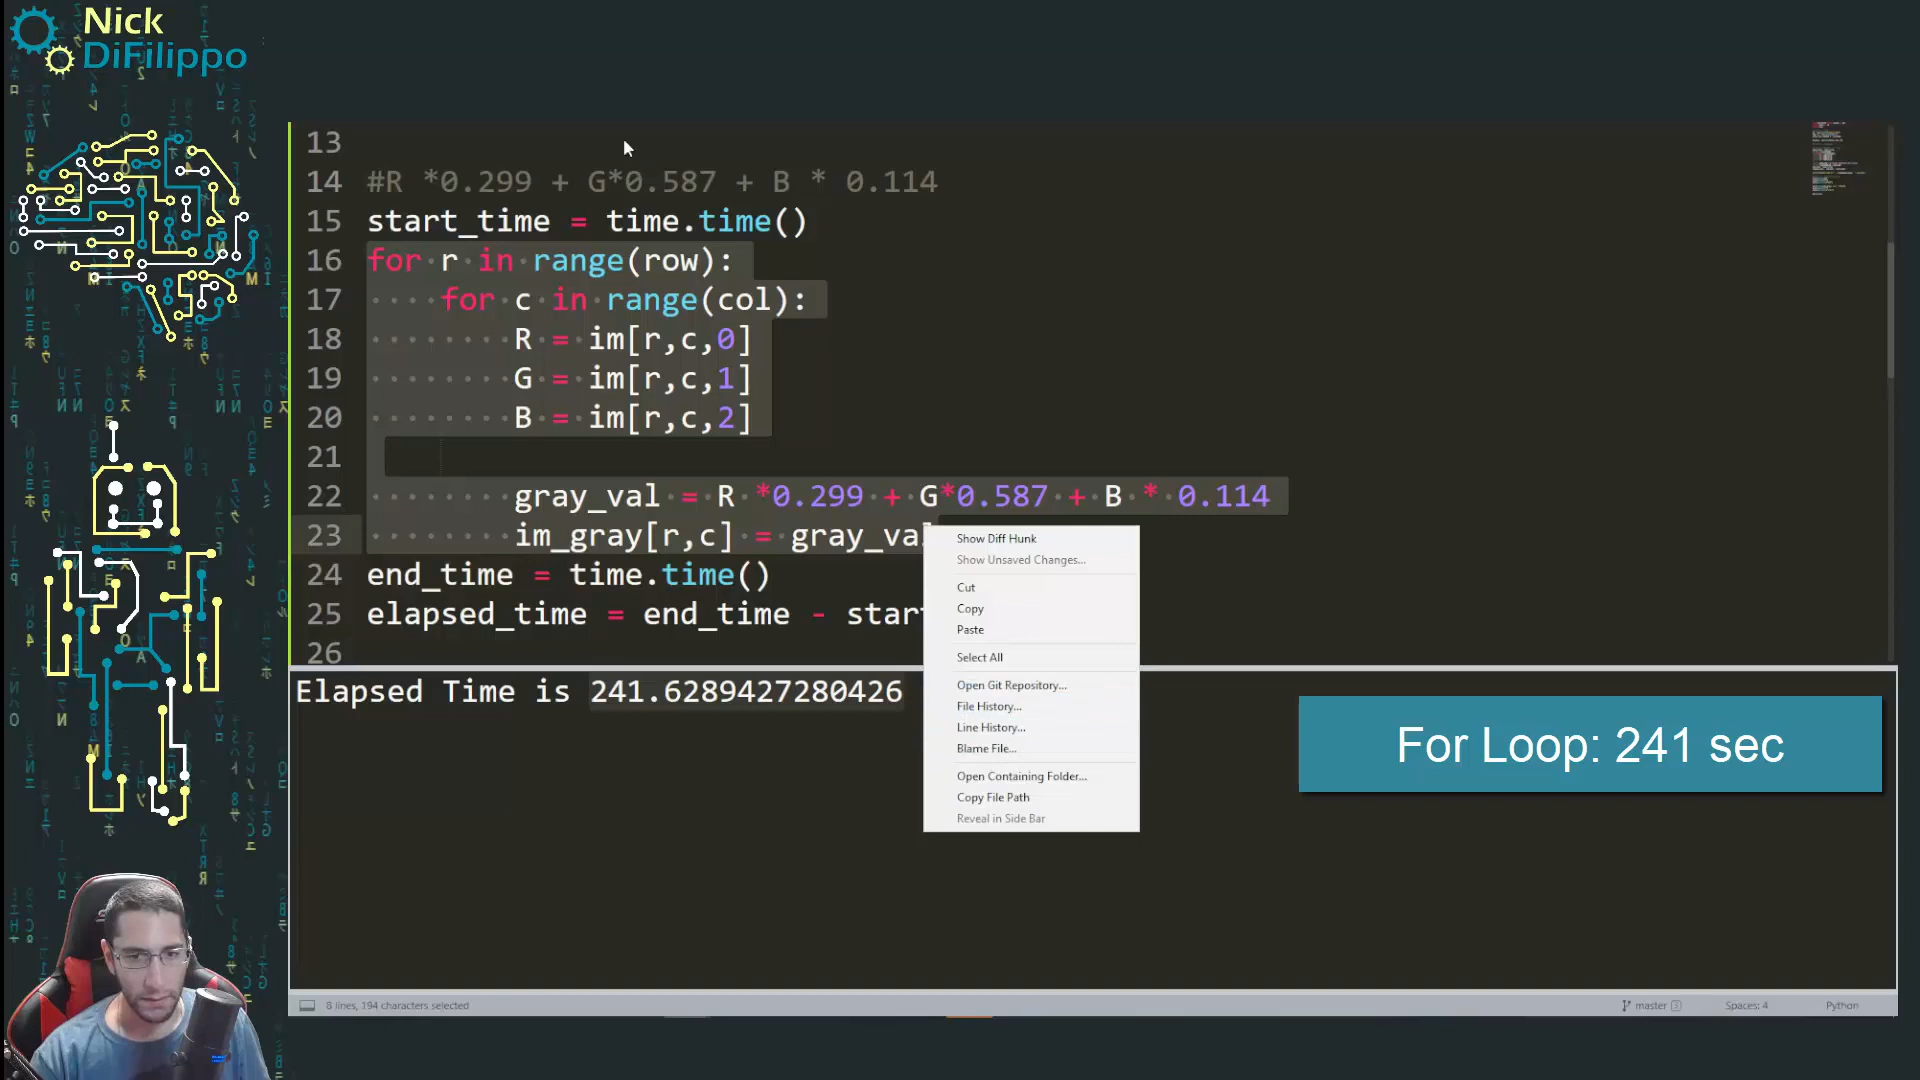 Nick
DiFilippo
13
14 #R *0.299 + G*0.587 + B * 0.114
15 start_time = time.time()
16 for r in range(row):
17 for c in range(col):
18 R = im[r,c,0]
19 G = im[r,c,1]
20 B = im[r,c,2]
21
22 gray_val = R *0.299 + G*0.587 + B * 0.114
23 im_gray[r,c] = gray_val
24 end_time = time.time()
25 elapsed_time = end_time - star
26
Show Diff Hunk
Show Unsaved Changes...
Cut
Copy
Paste
Select All
Open Git Repository...
File History...
Line History...
Blame File...
Open Containing Folder...
Copy File Path
Reveal in Side Bar
Elapsed Time is 241.6289427280426
For Loop: 241 sec
8 lines, 194 characters selected
master 3
Spaces: 4
Python